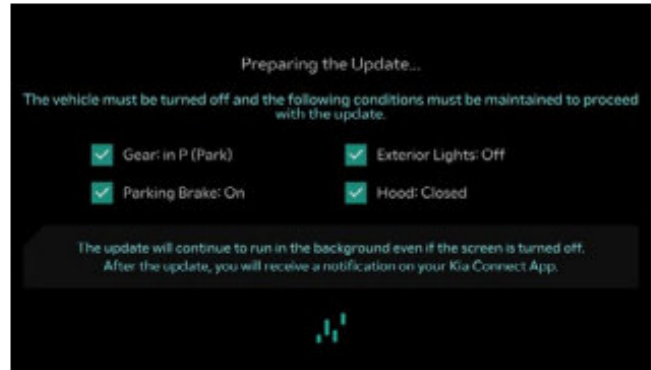 Preparing the Update...
The vehicle must be turned off and the following conditions must be maintained to proceed
with the update.
Gear: in P (Park)
Exterior Lights: Off
Parking Brake: On
Hood: Closed
The update will continue to run in the background even if the screen is turned off.
After the update, you will receive a notification on your Kia Connect App.